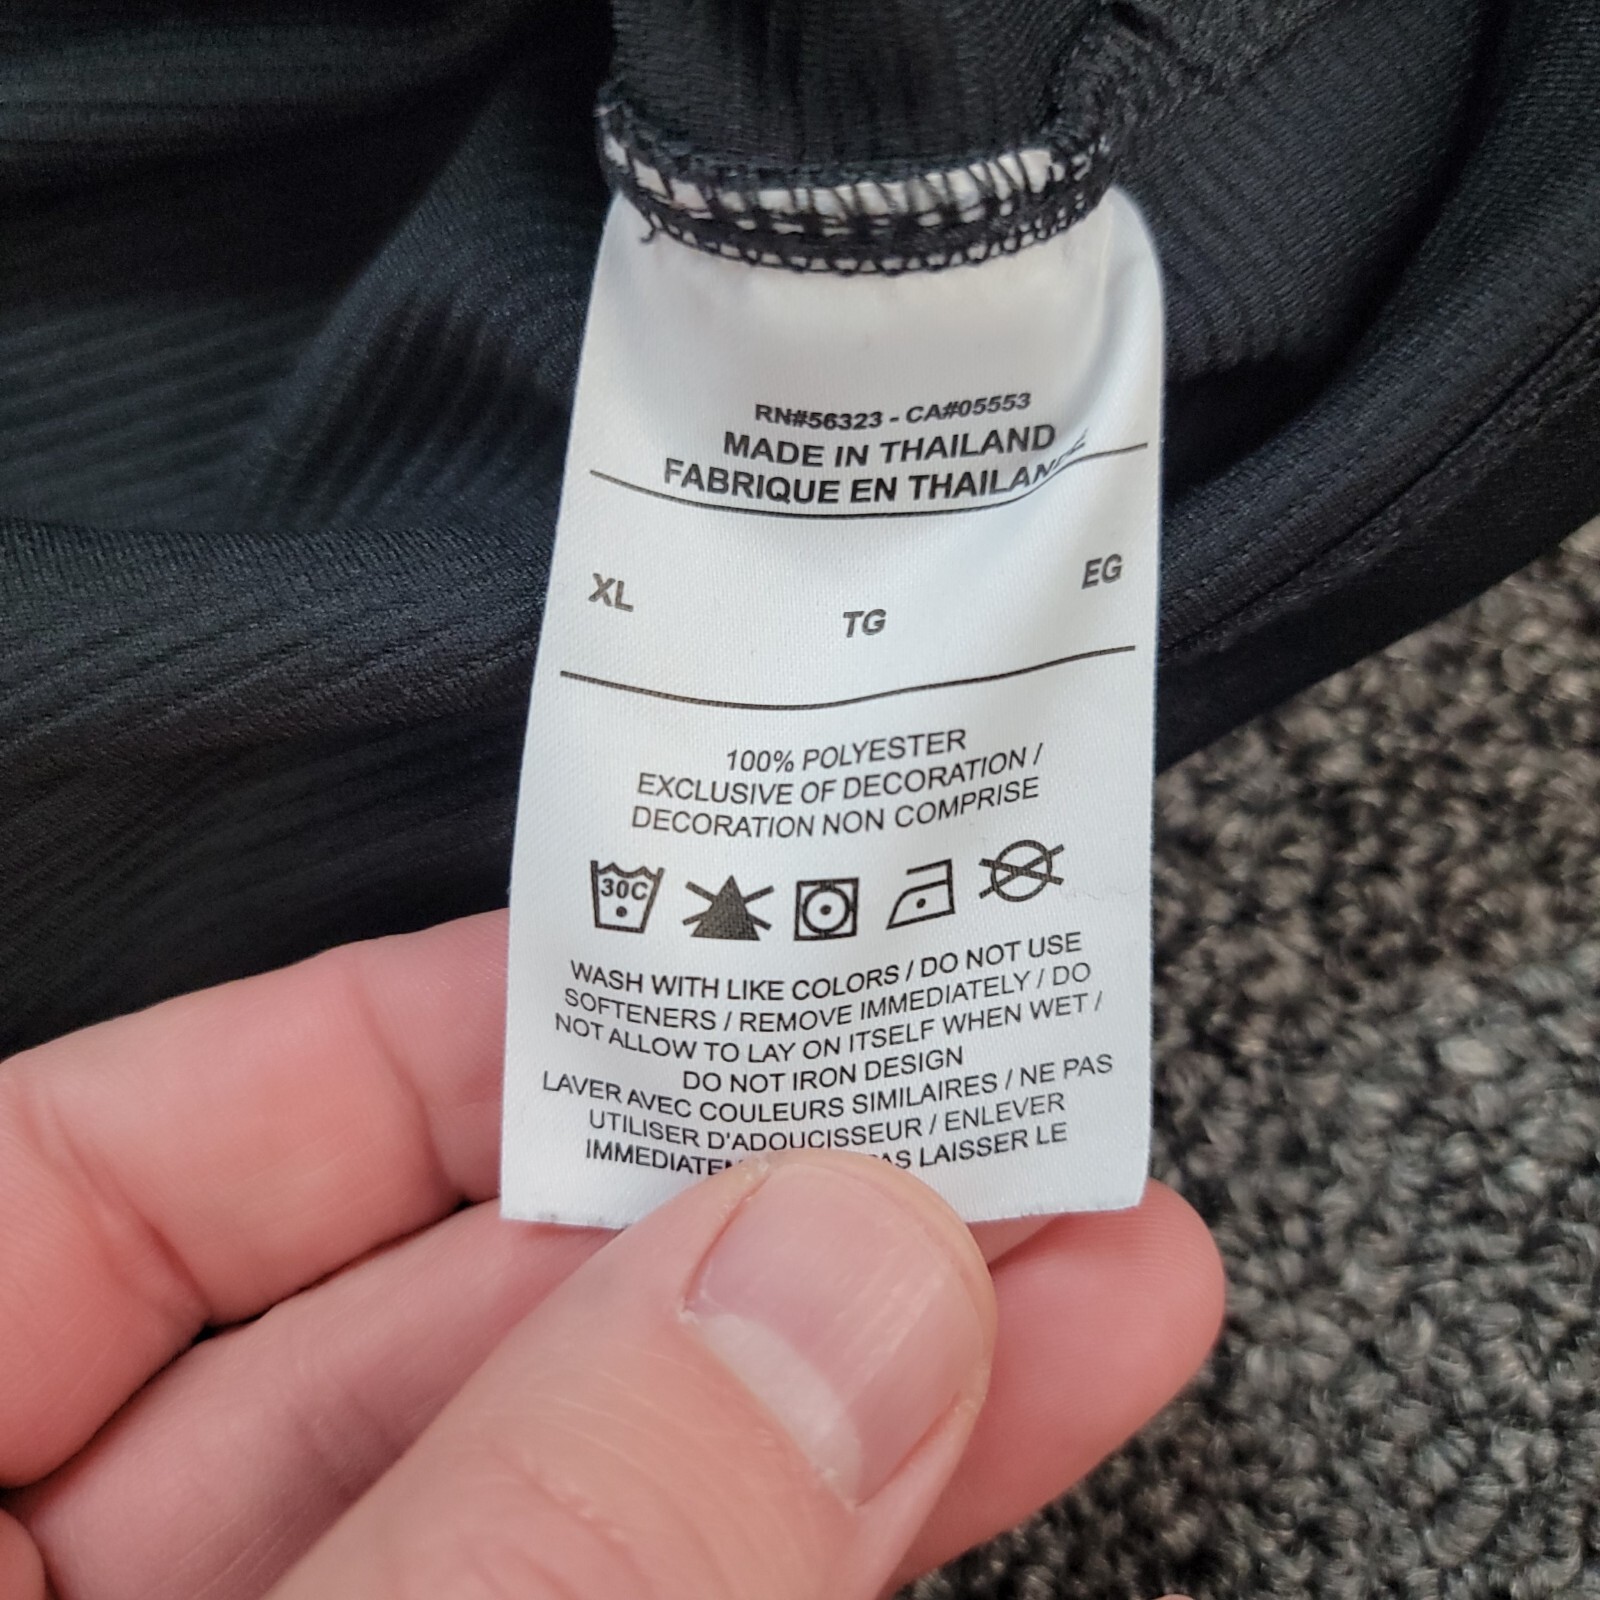 RN#56323 - CA#05553
MADE IN THAILAND
FABRIQUE EN THAILAN
XL TG EG
100% POLYESTER
EXCLUSIVE OF DECORATION /
DECORATION NON COMPRISE
30C
WASH WITH LIKE COLORS / DO NOT USE
SOFTENERS / REMOVE IMMEDIATELY / DO
NOT ALLOW TO LAY ON ITSELF WHEN WET /
DO NOT IRON DESIGN
LAVER AVEC COULEURS SIMILAIRES / NE PAS
UTILISER D'ADOUCISSEUR / ENLEVER
LAISSER LE